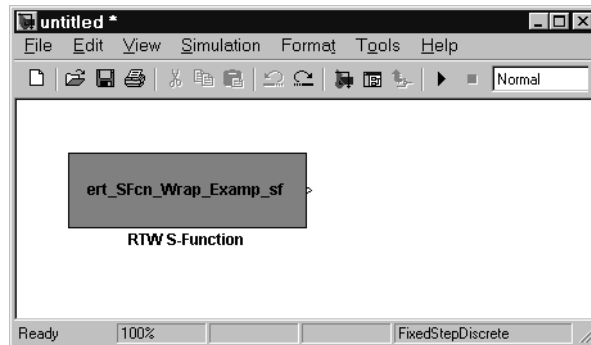 untitled *
File Edit View Simulation Format Tools Help
Normal
ert_SFcn_Wrap_Examp_sf
RTW S-Function
Ready 100% FixedStepDiscrete